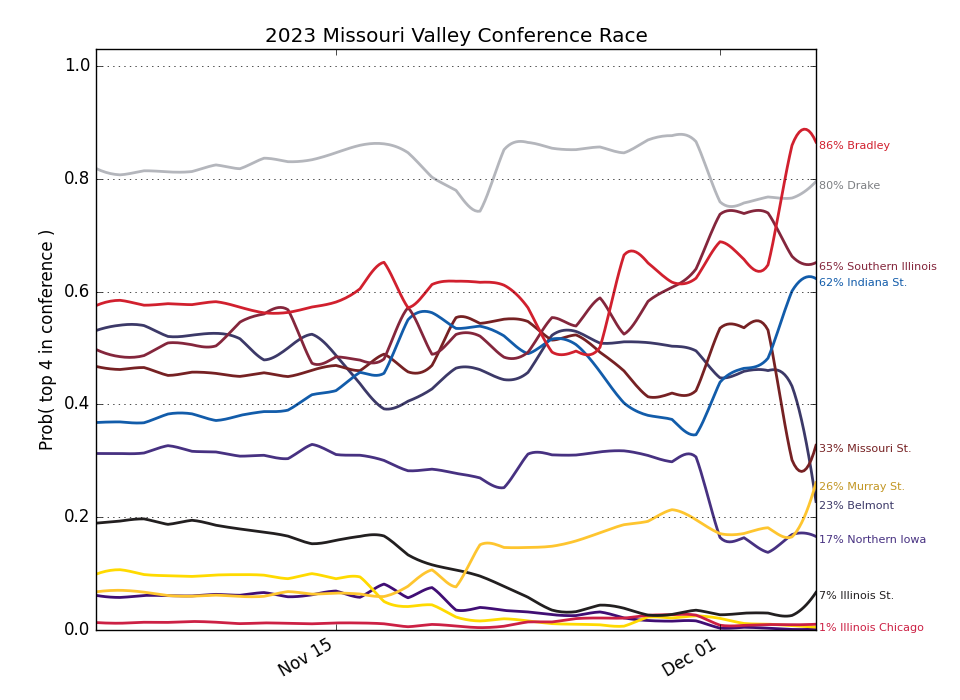 2023 Missouri Valley Conference Race
Prob( top 4 in conference )
1.0
0.8
0.6
0.4
0.2
0.0
Nov 15
Dec 01
86% Bradley
80% Drake
65% Southern Illinois
62% Indiana St.
33% Missouri St.
26% Murray St.
23% Belmont
17% Northern Iowa
7% Illinois St.
1% Illinois Chicago